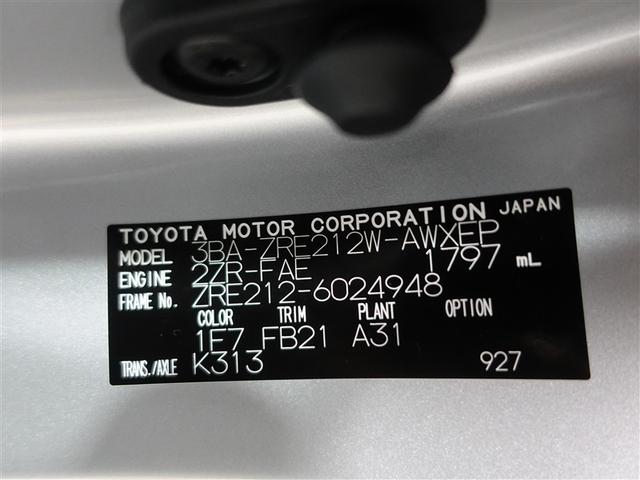 TOYOTA MOTOR CORPORATION JAPAN
MODEL 3BA-ZRE212W-AWXEP
ENGINE 2ZR-FAE 1797 mL
FRAME No. ZRE212-6024948
COLOR TRIM PLANT OPTION
1F7 FB21 A31
TRANS./AXLE K313 927